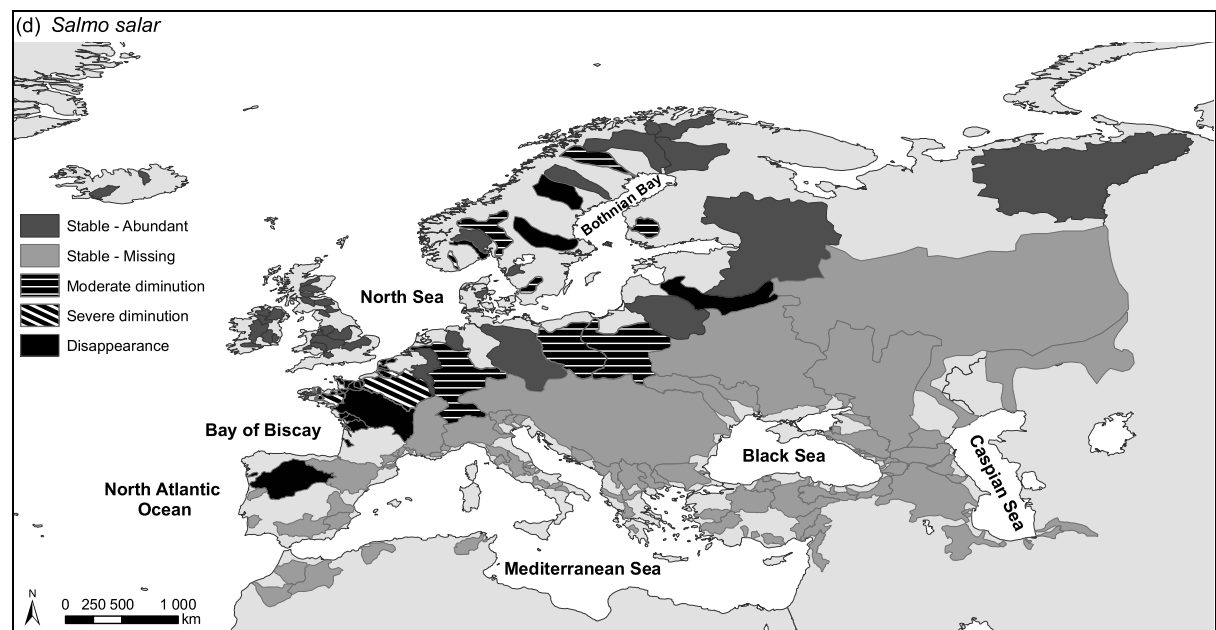 (d) Salmo salar
Bothnian Bay
Stable - Abundant
Stable - Missing
Moderate diminution
Severe diminution
Disappearance
North Sea
Bay of Biscay
Black Sea
Caspian Sea
North Atlantic
Ocean
Mediterranean Sea
N
0 250 500 1 000
km